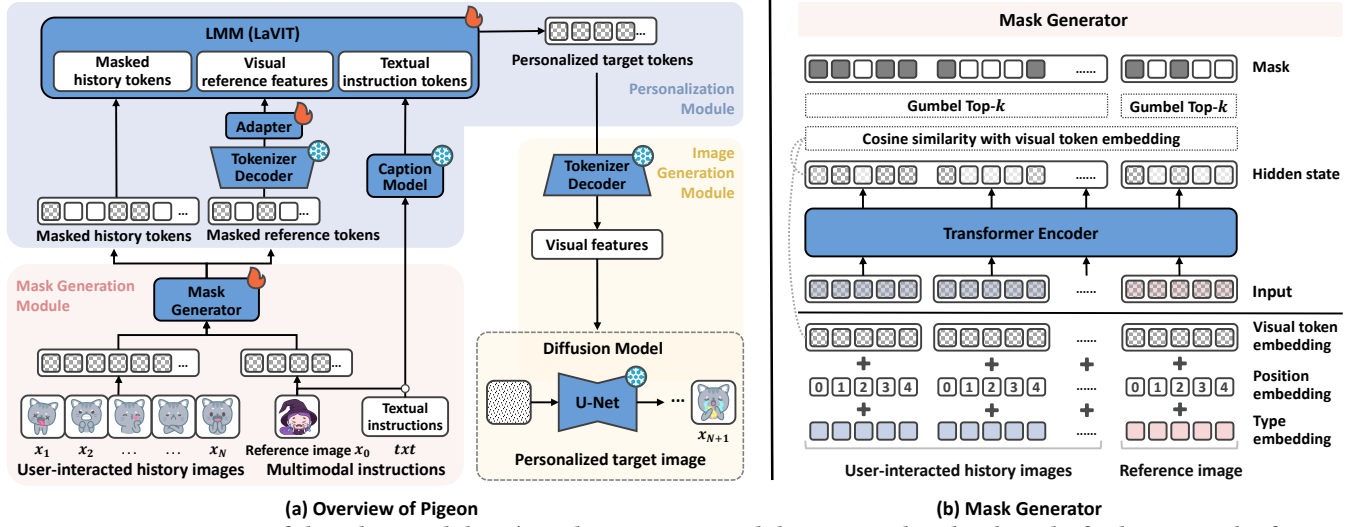 LMM (LaVIT)
Masked
history tokens
Visual
reference features
Textual
instruction tokens
...
Personalized target tokens
Personalization
Module
Adapter
Tokenizer
Decoder
Caption
Model
...
...
Masked history tokens
Masked reference tokens
Tokenizer
Decoder
Image
Generation
Module
Visual features
Mask Generation
Module
Mask
Generator
...
...
Textual
instructions
x1 x2 ... ... xN
Reference image x0
txt
User-interacted history images
Multimodal instructions
Diffusion Model
U-Net
...
xN+1
Personalized target image
(a) Overview of Pigeon
Mask Generator
......
Mask
Gumbel Top-k
Gumbel Top-k
Cosine similarity with visual token embedding
......
Hidden state
Transformer Encoder
......
Input
......
Visual token
embedding
+ + + +
0 1 2 3 4 0 1 2 3 4 ...... 0 1 2 3 4
Position
embedding
+ + + +
......
Type
embedding
User-interacted history images
Reference image
(b) Mask Generator